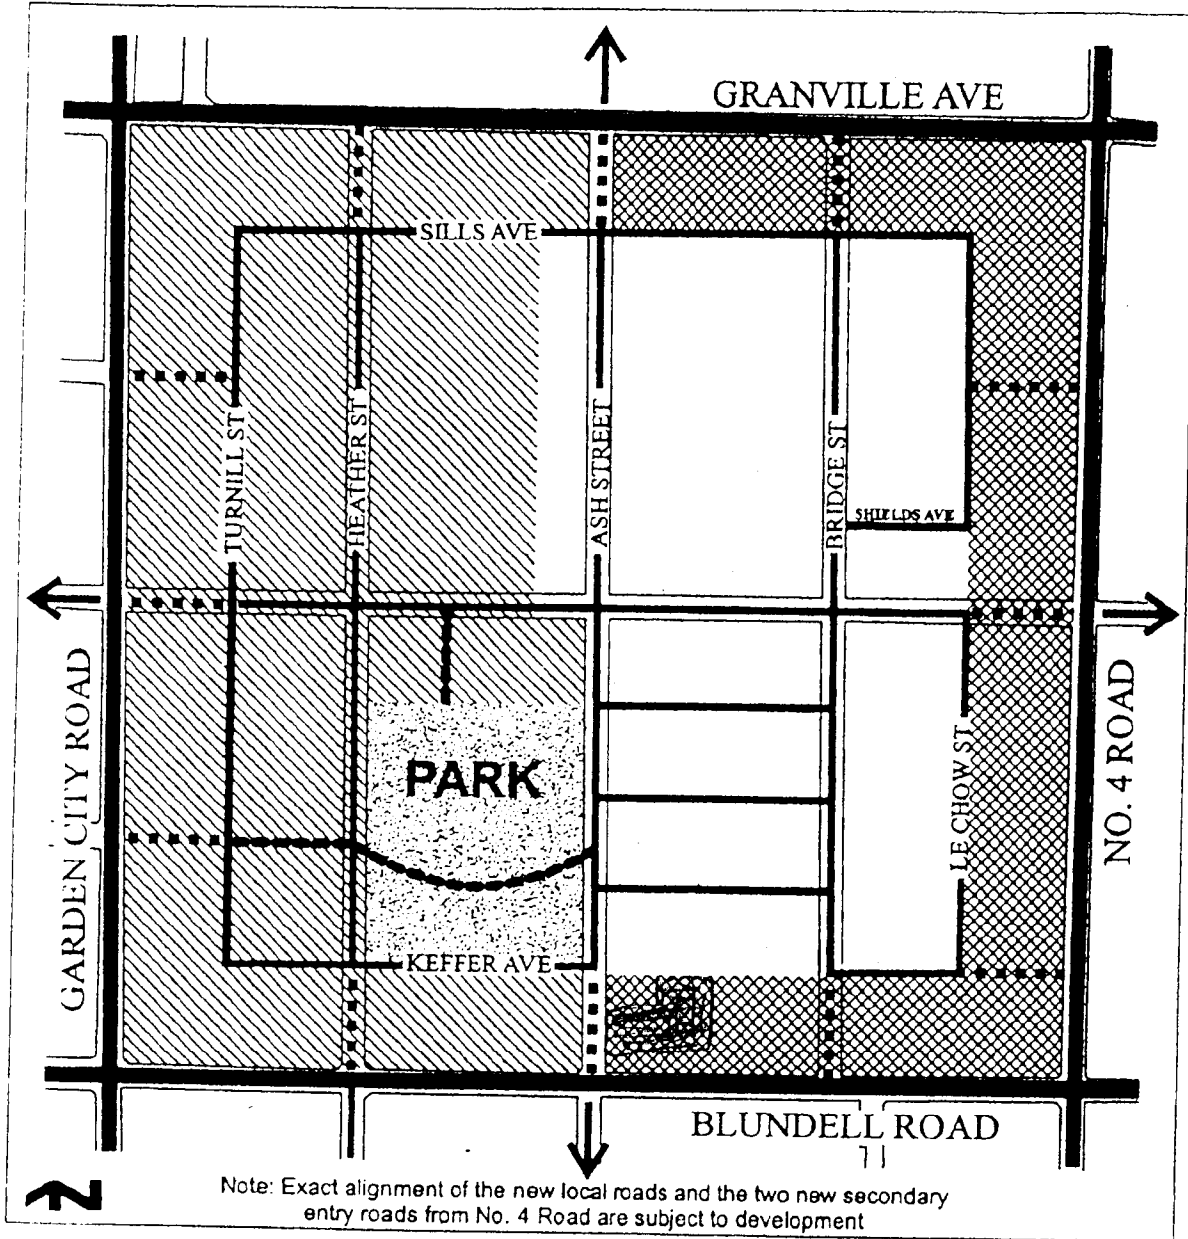 GRANVILLE AVE
SILLS AVE
TURNILL ST
HEATHER ST
ASH STREET
BRIDGE ST
SHIELDS AVE
GARDEN CITY ROAD
PARK
LE CHOW ST
NO. 4 ROAD
KEFFER AVE
BLUNDELL ROAD
N
Note: Exact alignment of the new local roads and the two new secondary
entry roads from No. 4 Road are subject to development